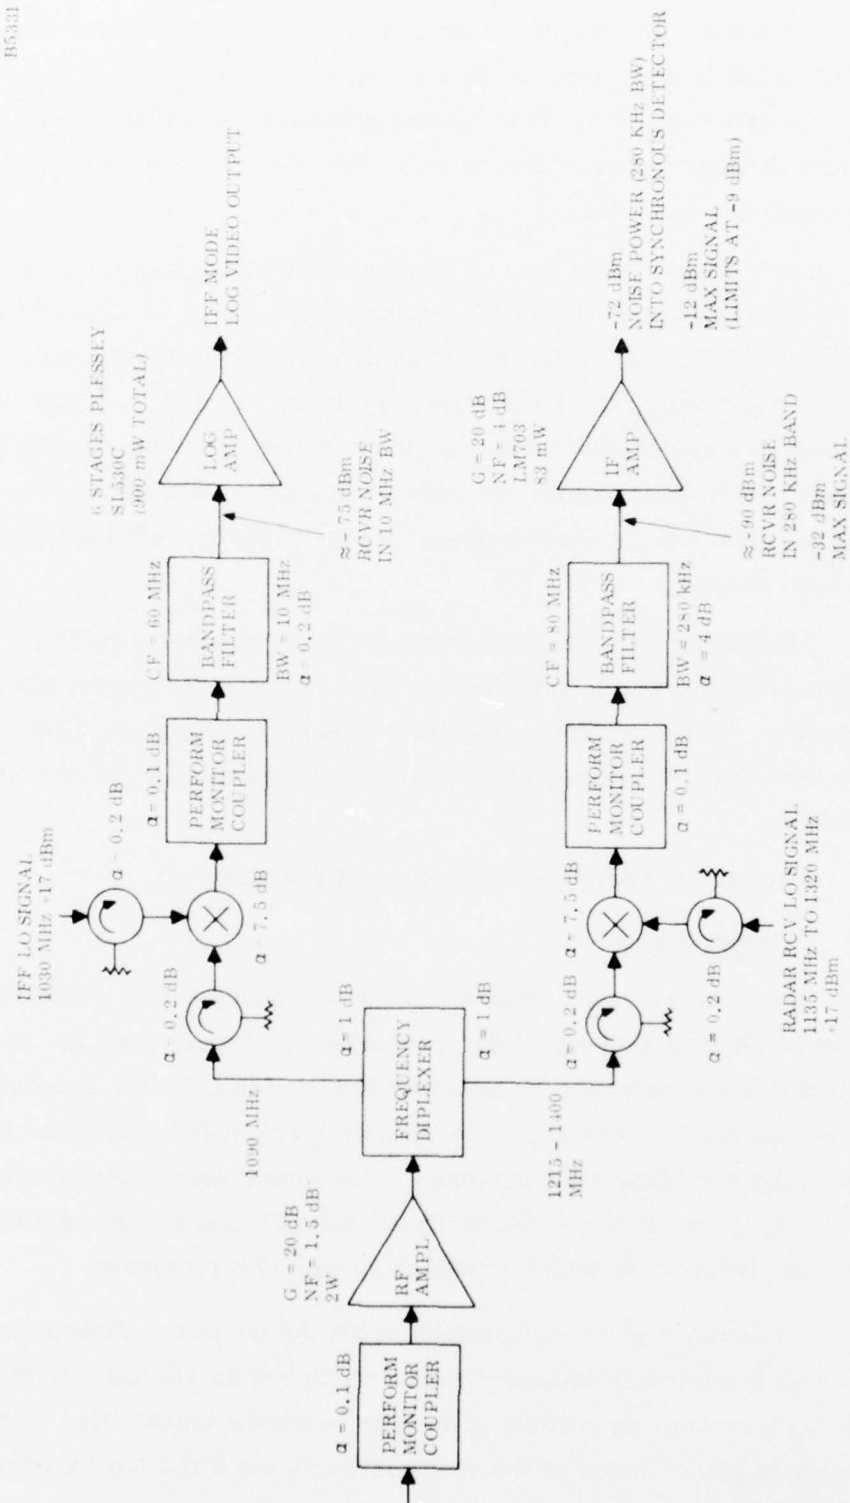 B5331
IFF LO SIGNAL
1030 MHz +17 dBm
α = 0.2 dB
6 STAGES PLESSEY
SL530C
(900 mW TOTAL)
α = 0.1 dB
CF = 60 MHz
α = 0.2 dB
PERFORM
MONITOR
COUPLER
BANDPASS
FILTER
LOG
AMP
IFF MODE
LOG VIDEO OUTPUT
α = 7.5 dB
BW = 10 MHz
α = 0.2 dB
≈ - 75 dBm
RCVR NOISE
IN 10 MHz BW
1090 MHz
α = 1 dB
G = 20 dB
NF = 1.5 dB
2W
α = 0.1 dB
PERFORM
MONITOR
COUPLER
RF
AMPL
FREQUENCY
DIPLEXER
α = 1 dB
1215 - 1400
MHz
α = 0.2 dB
α = 7.5 dB
CF = 80 MHz
G = 20 dB
NF = 4 dB
LM703
83 mW
PERFORM
MONITOR
COUPLER
BANDPASS
FILTER
IF
AMP
-72 dBm
NOISE POWER (280 KHz BW)
INTO SYNCHRONOUS DETECTOR
-12 dBm
MAX SIGNAL
(LIMITS AT -9 dBm)
α = 0.1 dB
BW = 280 kHz
α = 4 dB
≈ -90 dBm
RCVR NOISE
IN 280 KHz BAND
-32 dBm
MAX SIGNAL
α = 0.2 dB
RADAR RCV LO SIGNAL
1135 MHz TO 1320 MHz
+17 dBm